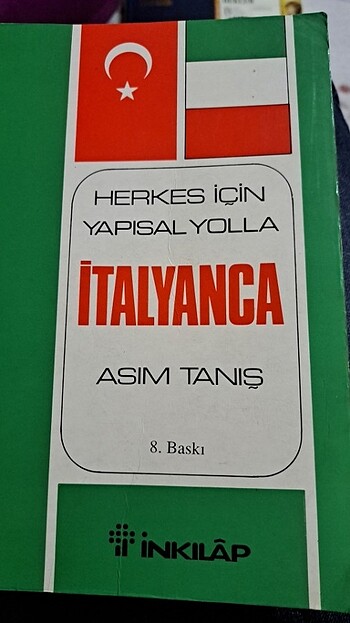 HERKES İÇİN
YAPISAL YOLLA
İTALYANCA
ASIM TANIŞ
8. Baskı
İNKILÂP